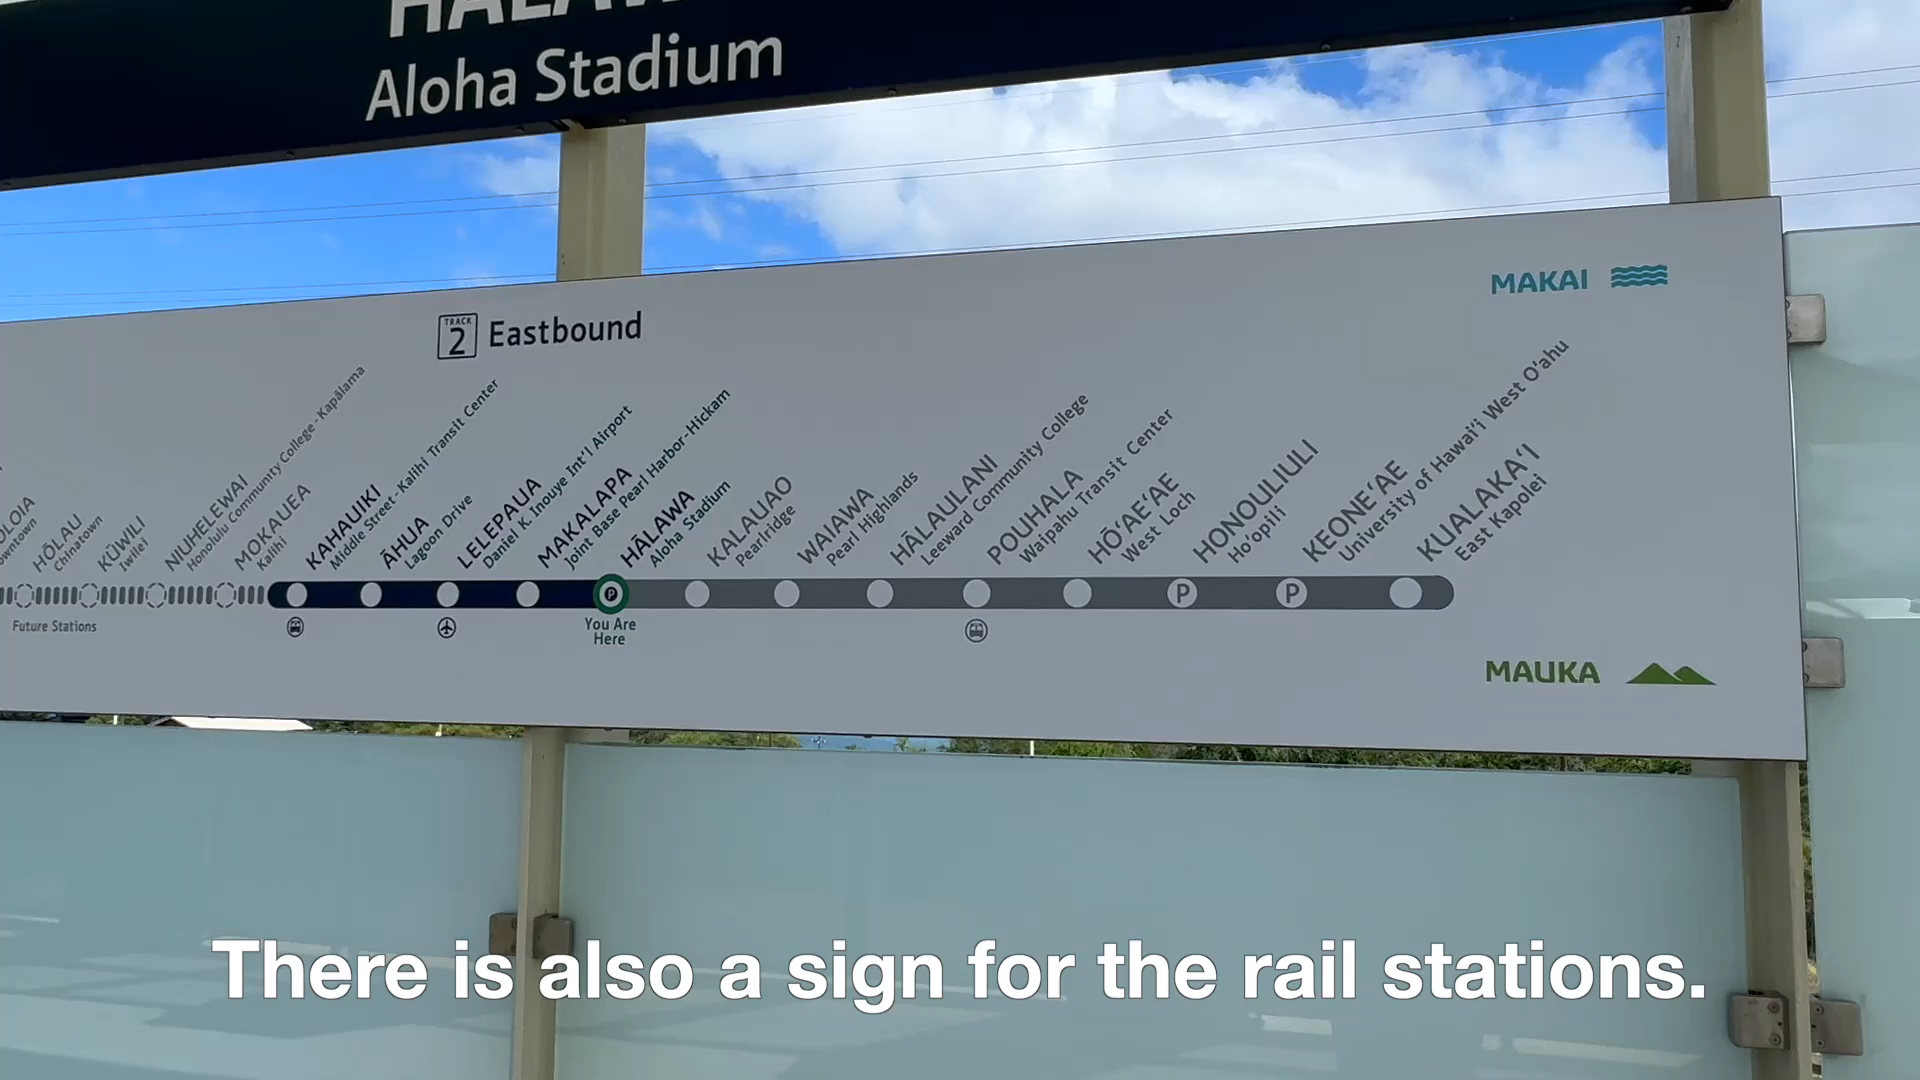 Aloha Stadium
MAKAI
TRACK
2
Eastbound
HŌLAU
Chinatown
KŪWILI
Iwilei
NIUHELEWAI
Honolulu Community College - Kapālama
MOKAUEA
Kalihi
KAHAUIKI
Middle Street - Kalihi Transit Center
ĀHUA
Lagoon Drive
LELEPAUA
Daniel K. Inouye Int'l Airport
MAKALAPA
Joint Base Pearl Harbor-Hickam
HĀLAWA
Aloha Stadium
KALAUAO
Pearlridge
WAIAWA
Pearl Highlands
HĀLAULANI
Leeward Community College
POUHALA
Waipahu Transit Center
HŌʻAEʻAE
West Loch
HONOULIULI
Hoʻopili
KEONEʻAE
University of Hawaiʻi West Oʻahu
KUALAKAʻI
East Kapolei
P
P
P
Future Stations
You Are
Here
MAUKA
There is also a sign for the rail stations.